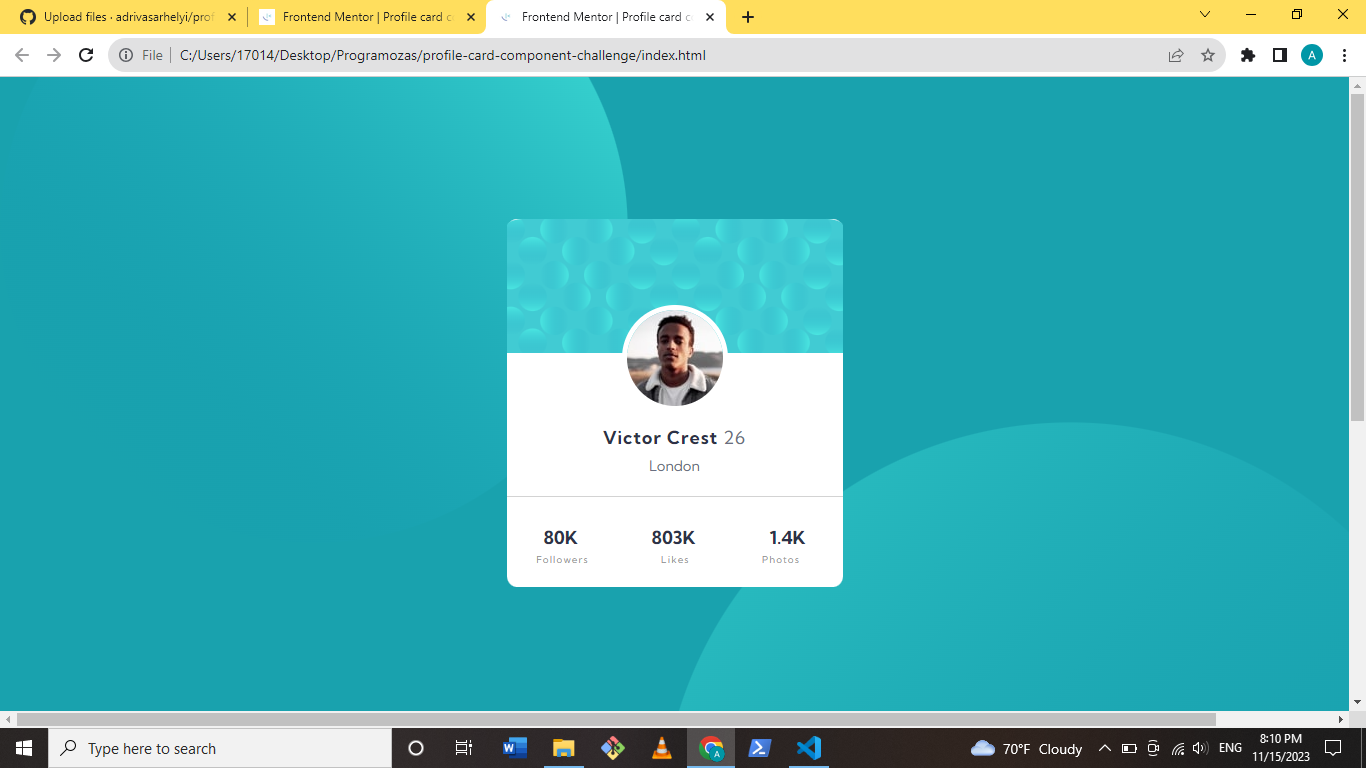 Upload files · adrivasarhelyi/prof
Frontend Mentor | Profile card c
Frontend Mentor | Profile card c
File
C:/Users/17014/Desktop/Programozas/profile-card-component-challenge/index.html
A
Victor Crest 26
London
80K 803K 1.4K
Followers Likes Photos
Type here to search
W
A
70°F Cloudy
ENG
8:10 PM
11/15/2023